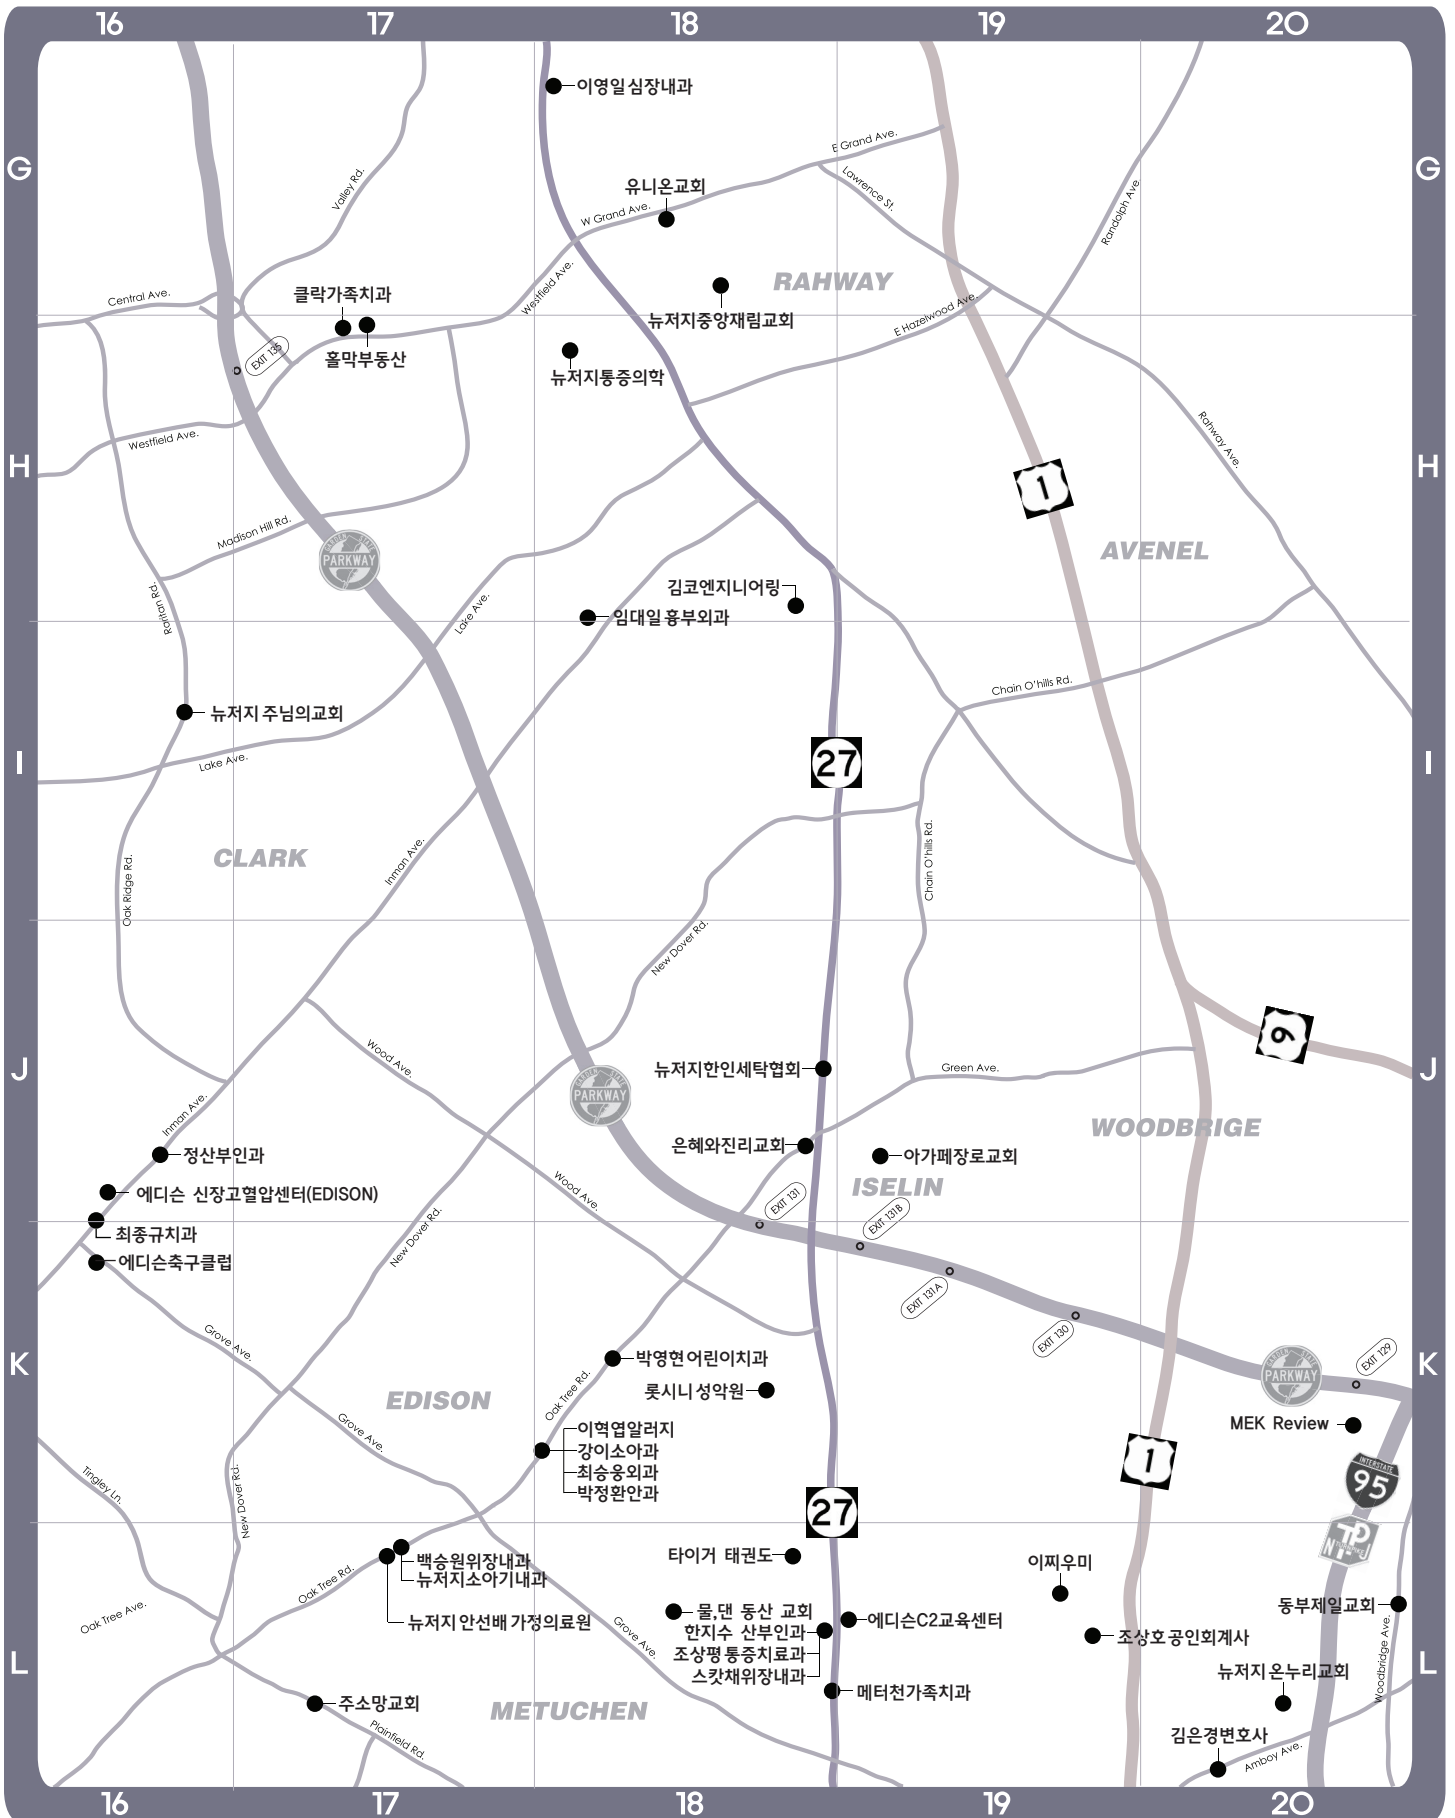 16 17 18 19 20
이영일심장내과
E Grand Ave.
G G
Valley Rd.
Lawrence St.
유니온교회
W Grand Ave.
Randolph Ave
Westfield Ave.
RAHWAY
Central Ave.
클락가족치과
E Hazelwood Ave.
뉴저지중앙재림교회
EXIT 135
홀막부동산
뉴저지통증의학
Westfield Ave.
Rahway Ave.
H H
1
Madison Hill Rd.
GARDEN STATE
PARKWAY
AVENEL
Raritan Rd.
Lake Ave.
김코엔지니어링
임대일흉부외과
Chain O'hills Rd.
뉴저지 주님의교회
Lake Ave.
I I
27
CLARK
Inman Ave.
Chain O'hills Rd.
Oak Ridge Rd.
New Dover Rd.
9
Wood Ave.
뉴저지한인세탁협회
Green Ave.
J J
GARDEN STATE
PARKWAY
Inman Ave.
WOODBRIGE
은혜와진리교회
정산부인과
아가페장로교회
에디슨 신장고혈압센터(EDISON)
Wood Ave.
ISELIN
EXIT 131
EXIT 131B
최종규치과
New Dover Rd.
에디슨축구클럽
EXIT 131A
EXIT 130
Grove Ave.
박영현어린이치과
EXIT 129
K K
GARDEN STATE
PARKWAY
롯시니성악원
EDISON
Oak Tree Rd.
Grove Ave.
MEK Review
이혁엽알러지
강이소아과
최승웅외과
박정환안과
1
INTERSTATE
95
Tingley Ln.
New Dover Rd.
27
N TP J
TURNPIKE
백승원위장내과
뉴저지소아기내과
타이거 태권도
이찌우미
Oak Tree Rd.
Oak Tree Ave.
뉴저지안선배가정의료원
Grove Ave.
물,댄 동산 교회
한지수 산부인과
조상평통증치료과
스캇채위장내과
에디슨C2교육센터
동부제일교회
조상호공인회계사
L L
뉴저지온누리교회
Woodbridge Ave.
메터천가족치과
주소망교회
METUCHEN
Plainfield Rd.
김은경변호사
Amboy Ave.
16 17 18 19 20